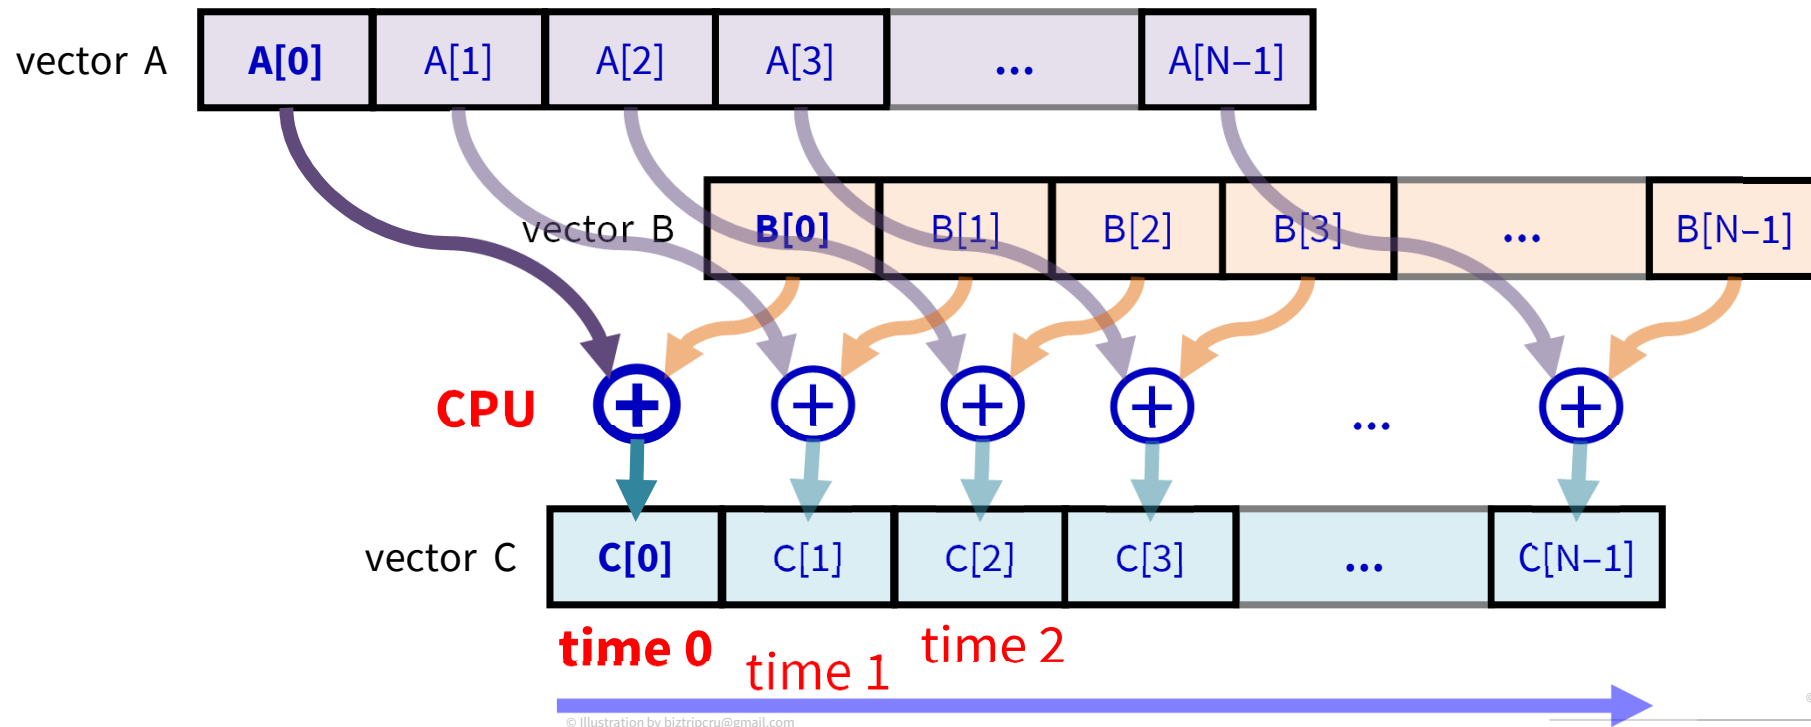 vector A A[0] A[1] A[2] A[3] ... A[N–1]
vector B B[0] B[1] B[2] B[3] ... B[N–1]
CPU + + + + ... +
vector C C[0] C[1] C[2] C[3] ... C[N–1]
time 0 time 1 time 2
© Illustration by biztripcru@gmail.com
©